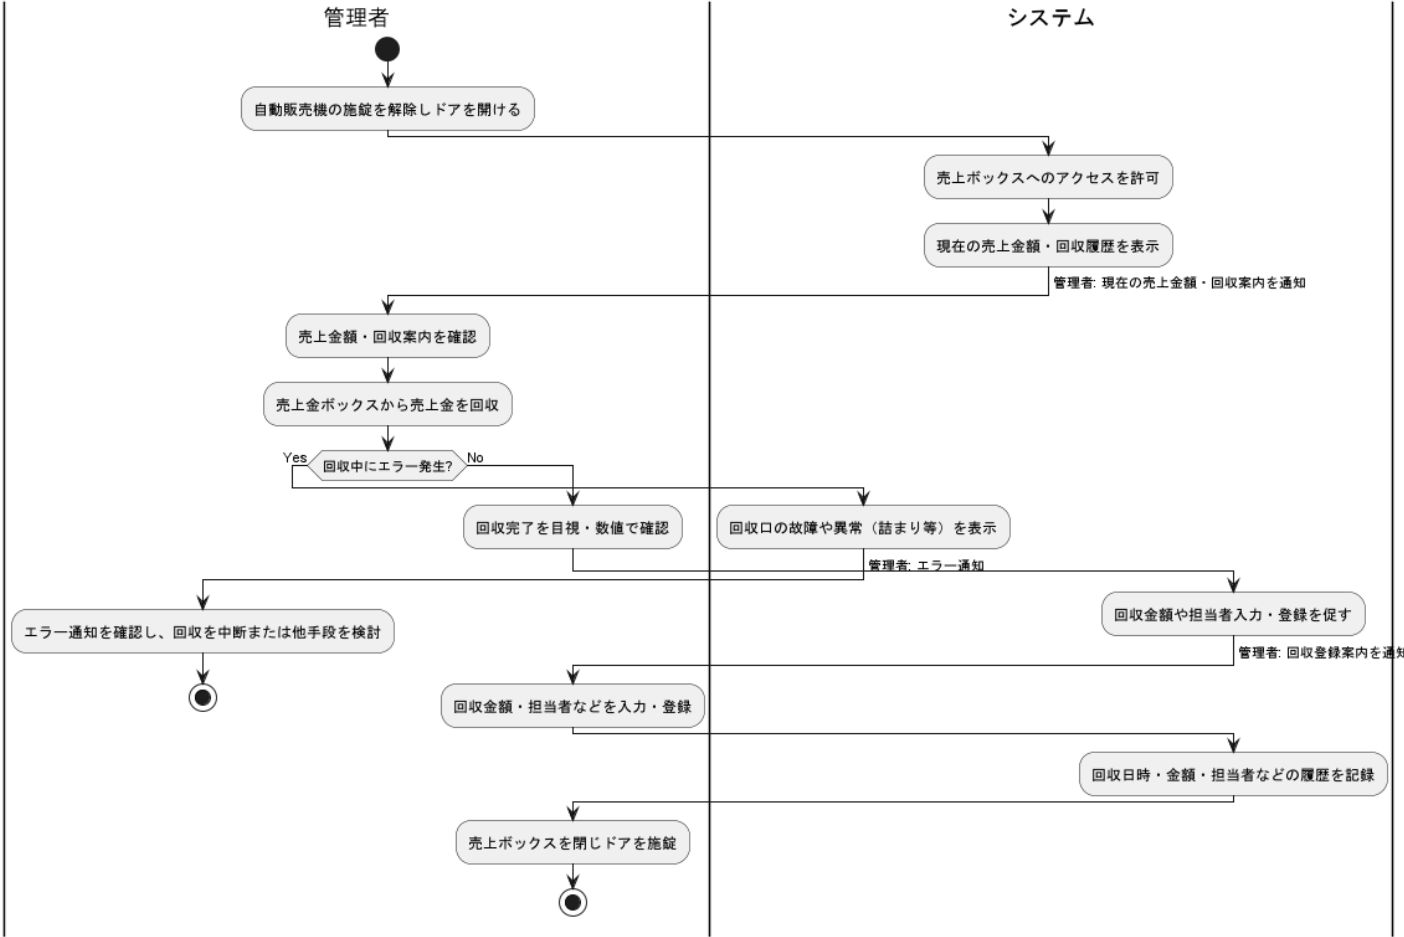 管理者
システム
自動販売機の施錠を解除しドアを開ける
売上ボックスへのアクセスを許可
現在の売上金額・回収履歴を表示
管理者: 現在の売上金額・回収案内を通知
売上金額・回収案内を確認
売上金ボックスから売上金を回収
Yes
回収中にエラー発生?
No
回収完了を目視・数値で確認
回収口の故障や異常（詰まり等）を表示
管理者: エラー通知
回収金額や担当者入力・登録を促す
エラー通知を確認し、回収を中断または他手段を検討
管理者: 回収登録案内を通知
回収金額・担当者などを入力・登録
回収日時・金額・担当者などの履歴を記録
売上ボックスを閉じドアを施錠